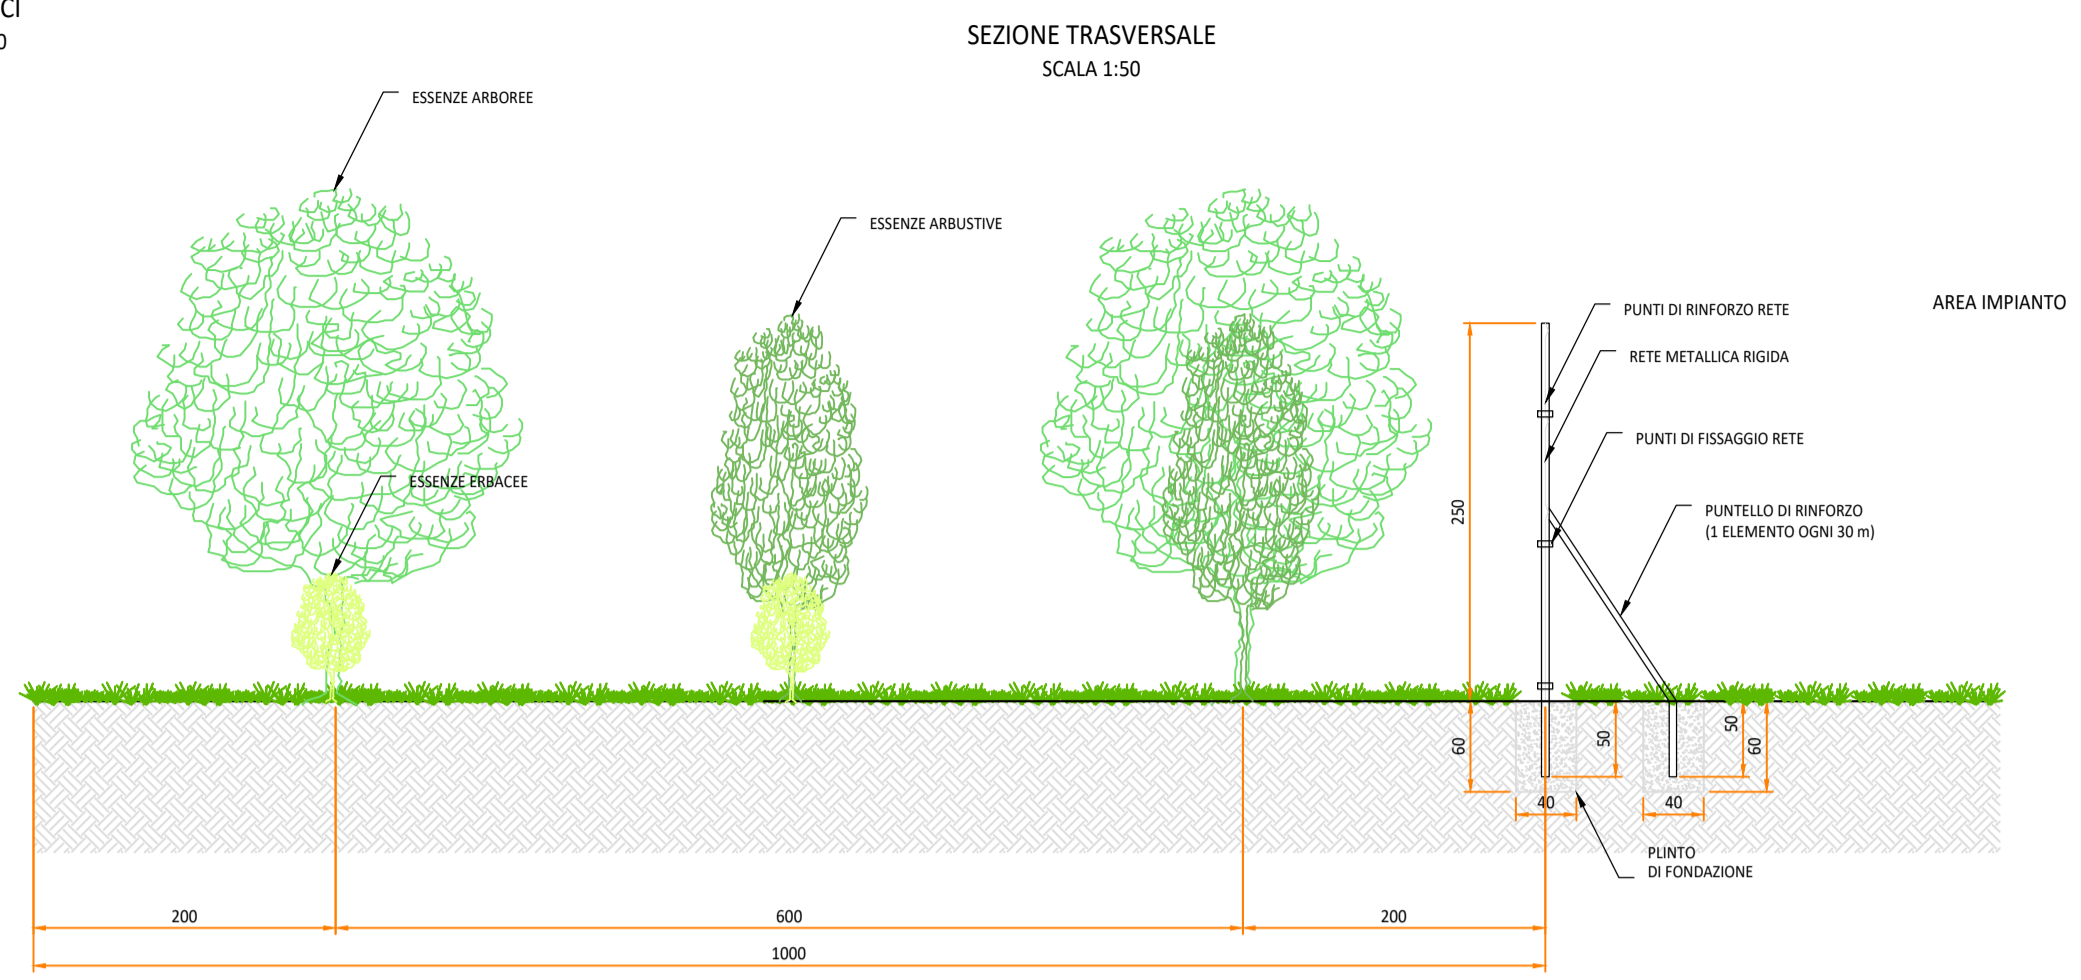 CI
0
SEZIONE TRASVERSALE
SCALA 1:50
ESSENZE ARBOREE
ESSENZE ARBUSTIVE
AREA IMPIANTO
PUNTI DI RINFORZO RETE
RETE METALLICA RIGIDA
PUNTI DI FISSAGGIO RETE
ESSENZE ERBACEE
250
PUNTELLO DI RINFORZO
(1 ELEMENTO OGNI 30 m)
60
50
50
60
40
40
PLINTO
DI FONDAZIONE
200
600
200
1000